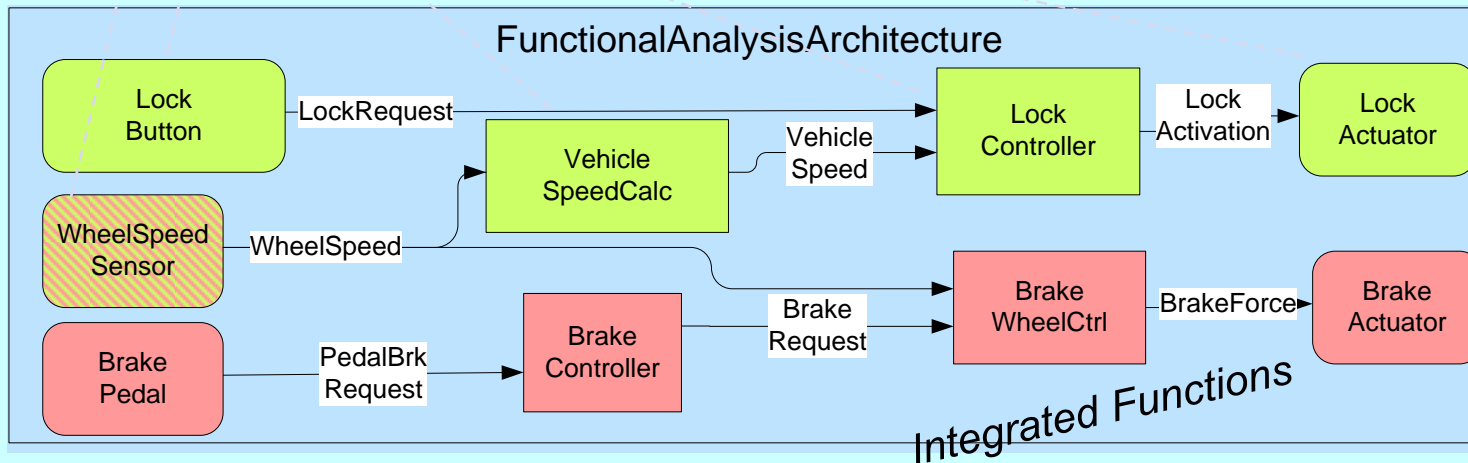 FunctionalAnalysisArchitecture
Lock
Button
LockRequest
Vehicle
SpeedCalc
Vehicle
Speed
Lock
Controller
Lock
Activation
Lock
Actuator
WheelSpeed
Sensor
WheelSpeed
Brake
Pedal
PedalBrk
Request
Brake
Controller
Brake
Request
Brake
WheelCtrl
BrakeForce
Brake
Actuator
Integrated Functions